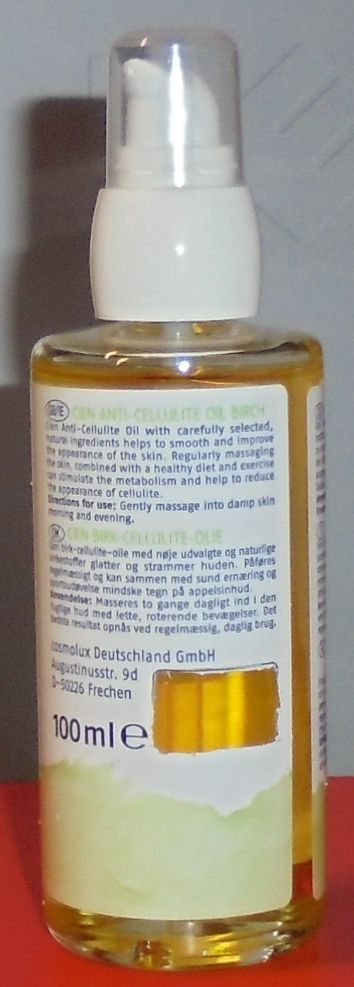 GB/IE CIEN ANTI-CELLULITE OIL BIRCH
Cien Anti-Cellulite Oil with carefully selected,
natural ingredients helps to smooth and improve
the appearance of the skin. Regularly massaging
the skin, combined with a healthy diet and exercise
can stimulate the metabolism and help to reduce
the appearance of cellulite.
Directions for use: Gently massage into damp skin
morning and evening.
DK CIEN BIRK-CELLULITE-OLIE
Cien birk-cellulite-olie med nøje udvalgte og naturlige
virkestoffer glatter og strammer huden. Påføres
regelmæssigt og kan sammen med sund ernæring og
sportsudøvelse mindske tegn på appelsinhud.
Anvendelse: Masseres to gange dagligt ind i den
fugtige hud med lette, roterende bevægelser. Det
bedste resultat opnås ved regelmæssig, daglig brug.
cosmolux Deutschland GmbH
Augustinusstr. 9d
D-50226 Frechen
100ml e